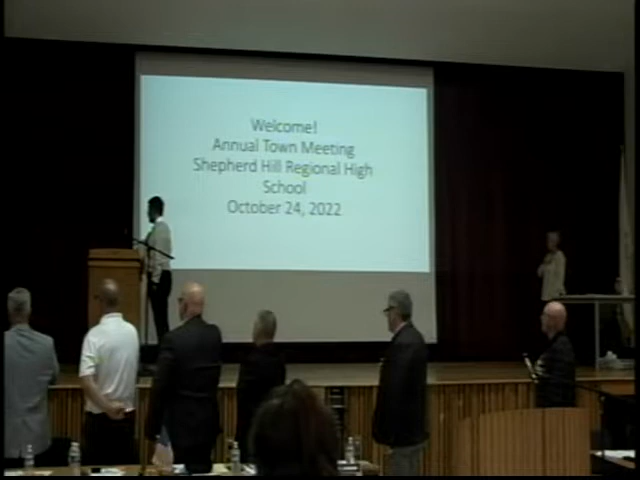 Welcome!
Annual Town Meeting
Shepherd Hill Regional High
School
October 24, 2022